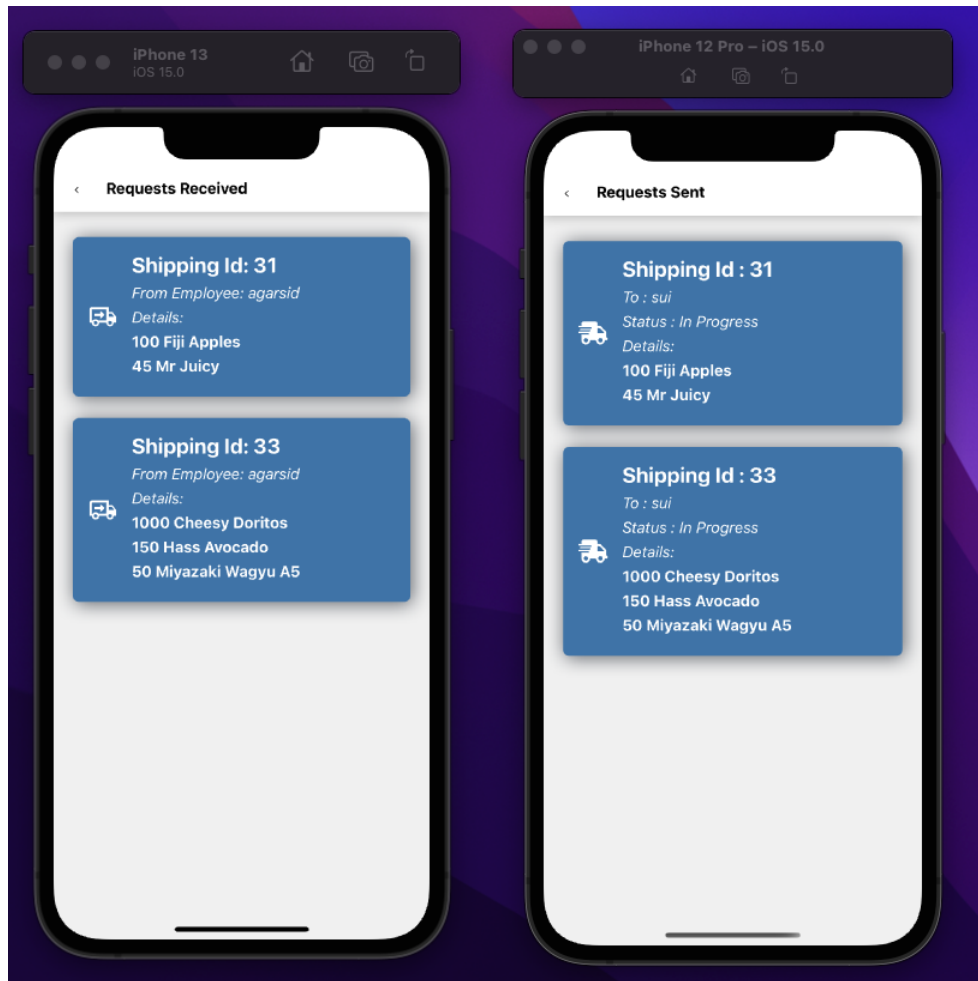 iPhone 13
iOS 15.0
Requests Received
Shipping Id: 31
From Employee: agarsid
Details:
100 Fiji Apples
45 Mr Juicy
Shipping Id: 33
From Employee: agarsid
Details:
1000 Cheesy Doritos
150 Hass Avocado
50 Miyazaki Wagyu A5
iPhone 12 Pro – iOS 15.0
Requests Sent
Shipping Id : 31
To : sui
Status : In Progress
Details:
100 Fiji Apples
45 Mr Juicy
Shipping Id : 33
To : sui
Status : In Progress
Details:
1000 Cheesy Doritos
150 Hass Avocado
50 Miyazaki Wagyu A5